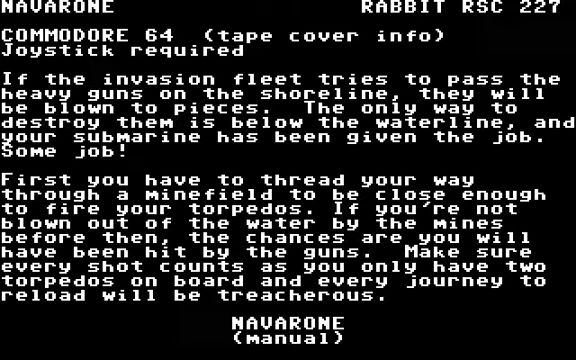 NAVARONE RABBIT RSC 227
COMMODORE 64 (tape cover info)
Joystick required
If the invasion fleet tries to pass the
heavy guns on the shoreline, they will
be blown to pieces. The only way to
destroy them is below the waterline, and
your submarine has been given the job.
Some job!
First you have to thread your way
through a minefield to be close enough
to fire your torpedos. If you're not
blown out of the water by the mines
before then, the chances are you will
have been hit by the guns. Make sure
every shot counts as you only have two
torpedos on board and every journey to
reload will be treacherous.
NAVARONE
(manual)